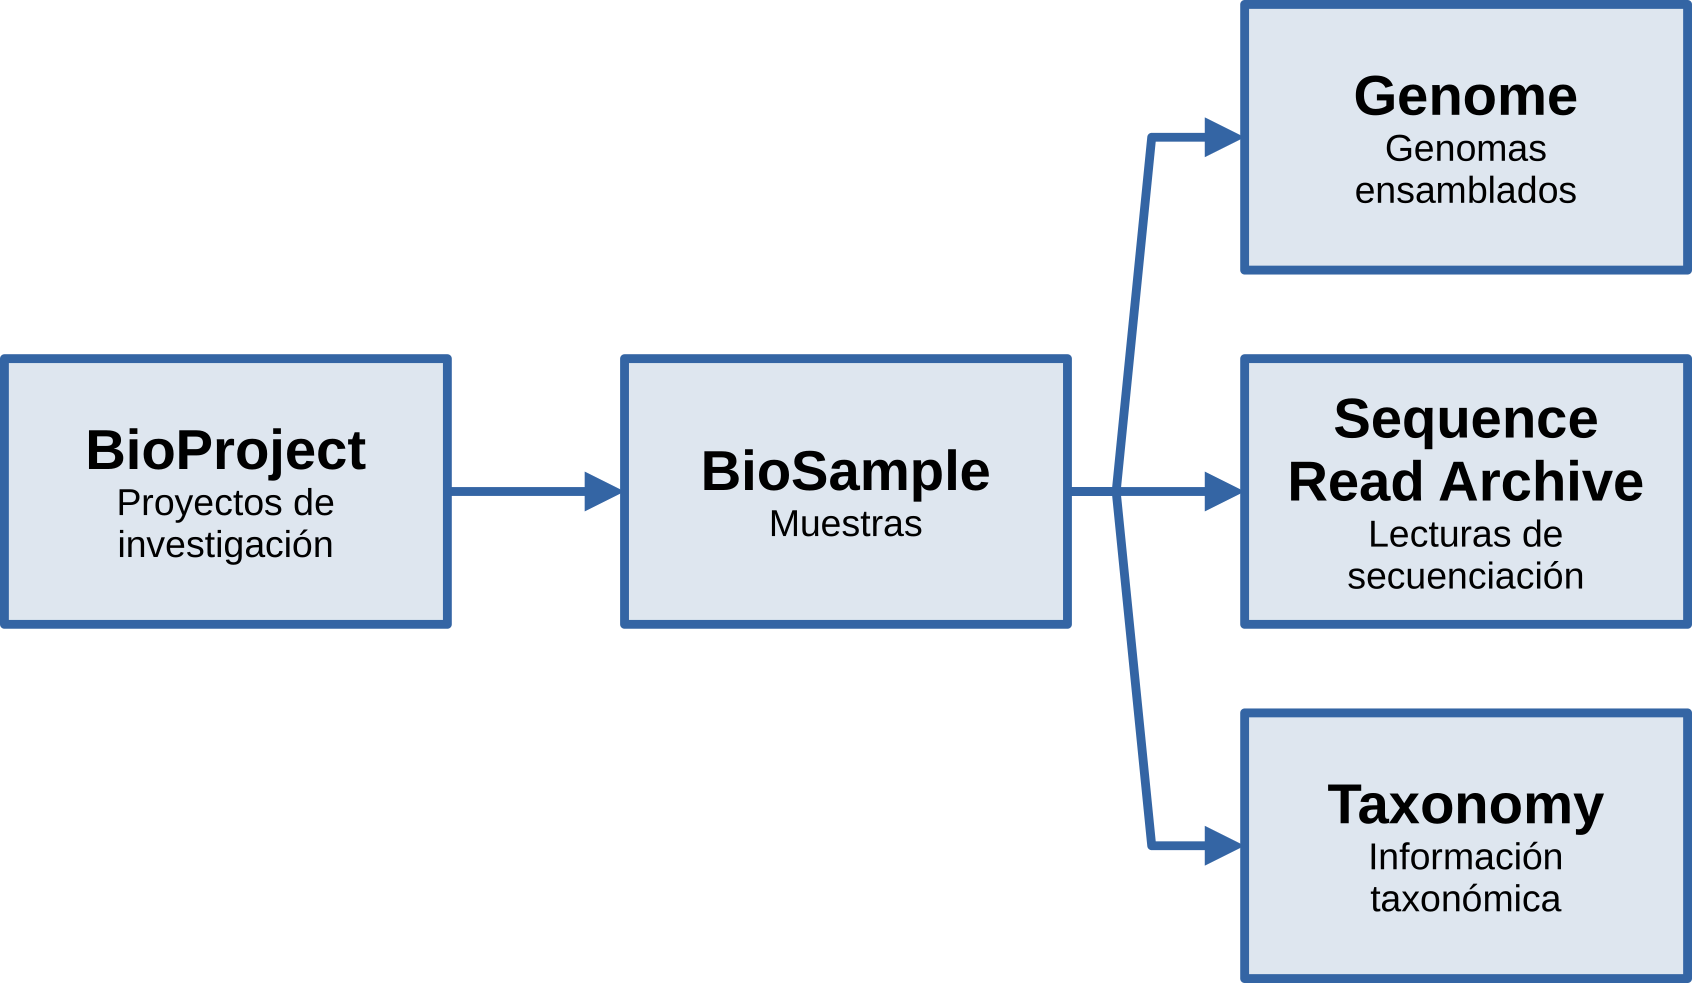 BioProject
Proyectos de
investigación
BioSample
Muestras
Genome
Genomas
ensamblados
Sequence
Read Archive
Lecturas de
secuenciación
Taxonomy
Información
taxonómica